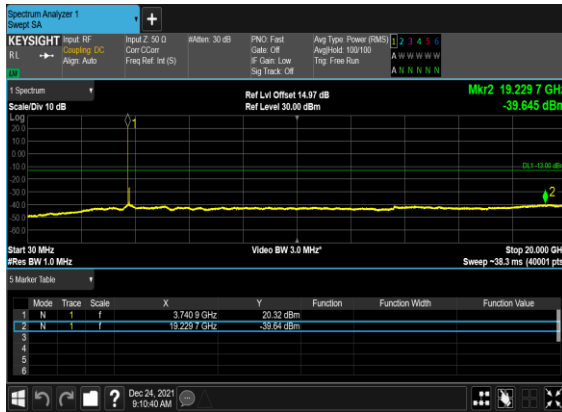 Spectrum Analyzer 1
Swept SA
+
KEYSIGHT Input: RF Input Z: 50 Ω #Atten: 30 dB PNO: Fast Avg Type: Power (RMS) 1 2 3 4 5 6
RL Coupling: DC Corr CCorr Gate: Off Avg|Hold: 100/100 A W W W W W
Align: Auto Freq Ref: Int (S) IF Gain: Low Trig: Free Run
Sig Track: Off A N N N N N
1 Spectrum
Ref Lvl Offset 14.97 dB Mkr2 19.229 7 GHz
Scale/Div 10 dB Ref Level 30.00 dBm -39.645 dBm
Log
20.0
10.0
0.00
-10.0
DL1 -13.00 dBm
-20.0
-30.0
-40.0
-50.0
-60.0
1
2
Start 30 MHz Video BW 3.0 MHz* Stop 20.000 GH
#Res BW 1.0 MHz Sweep ~38.3 ms (40001 pts
5 Marker Table
Mode Trace Scale X Y Function Function Width Function Value
1 N 1 f 3.740 9 GHz 20.32 dBm
2 N 1 f 19.229 7 GHz -39.64 dBm
3
4
5
6
? Dec 24, 2021
9:10:40 AM